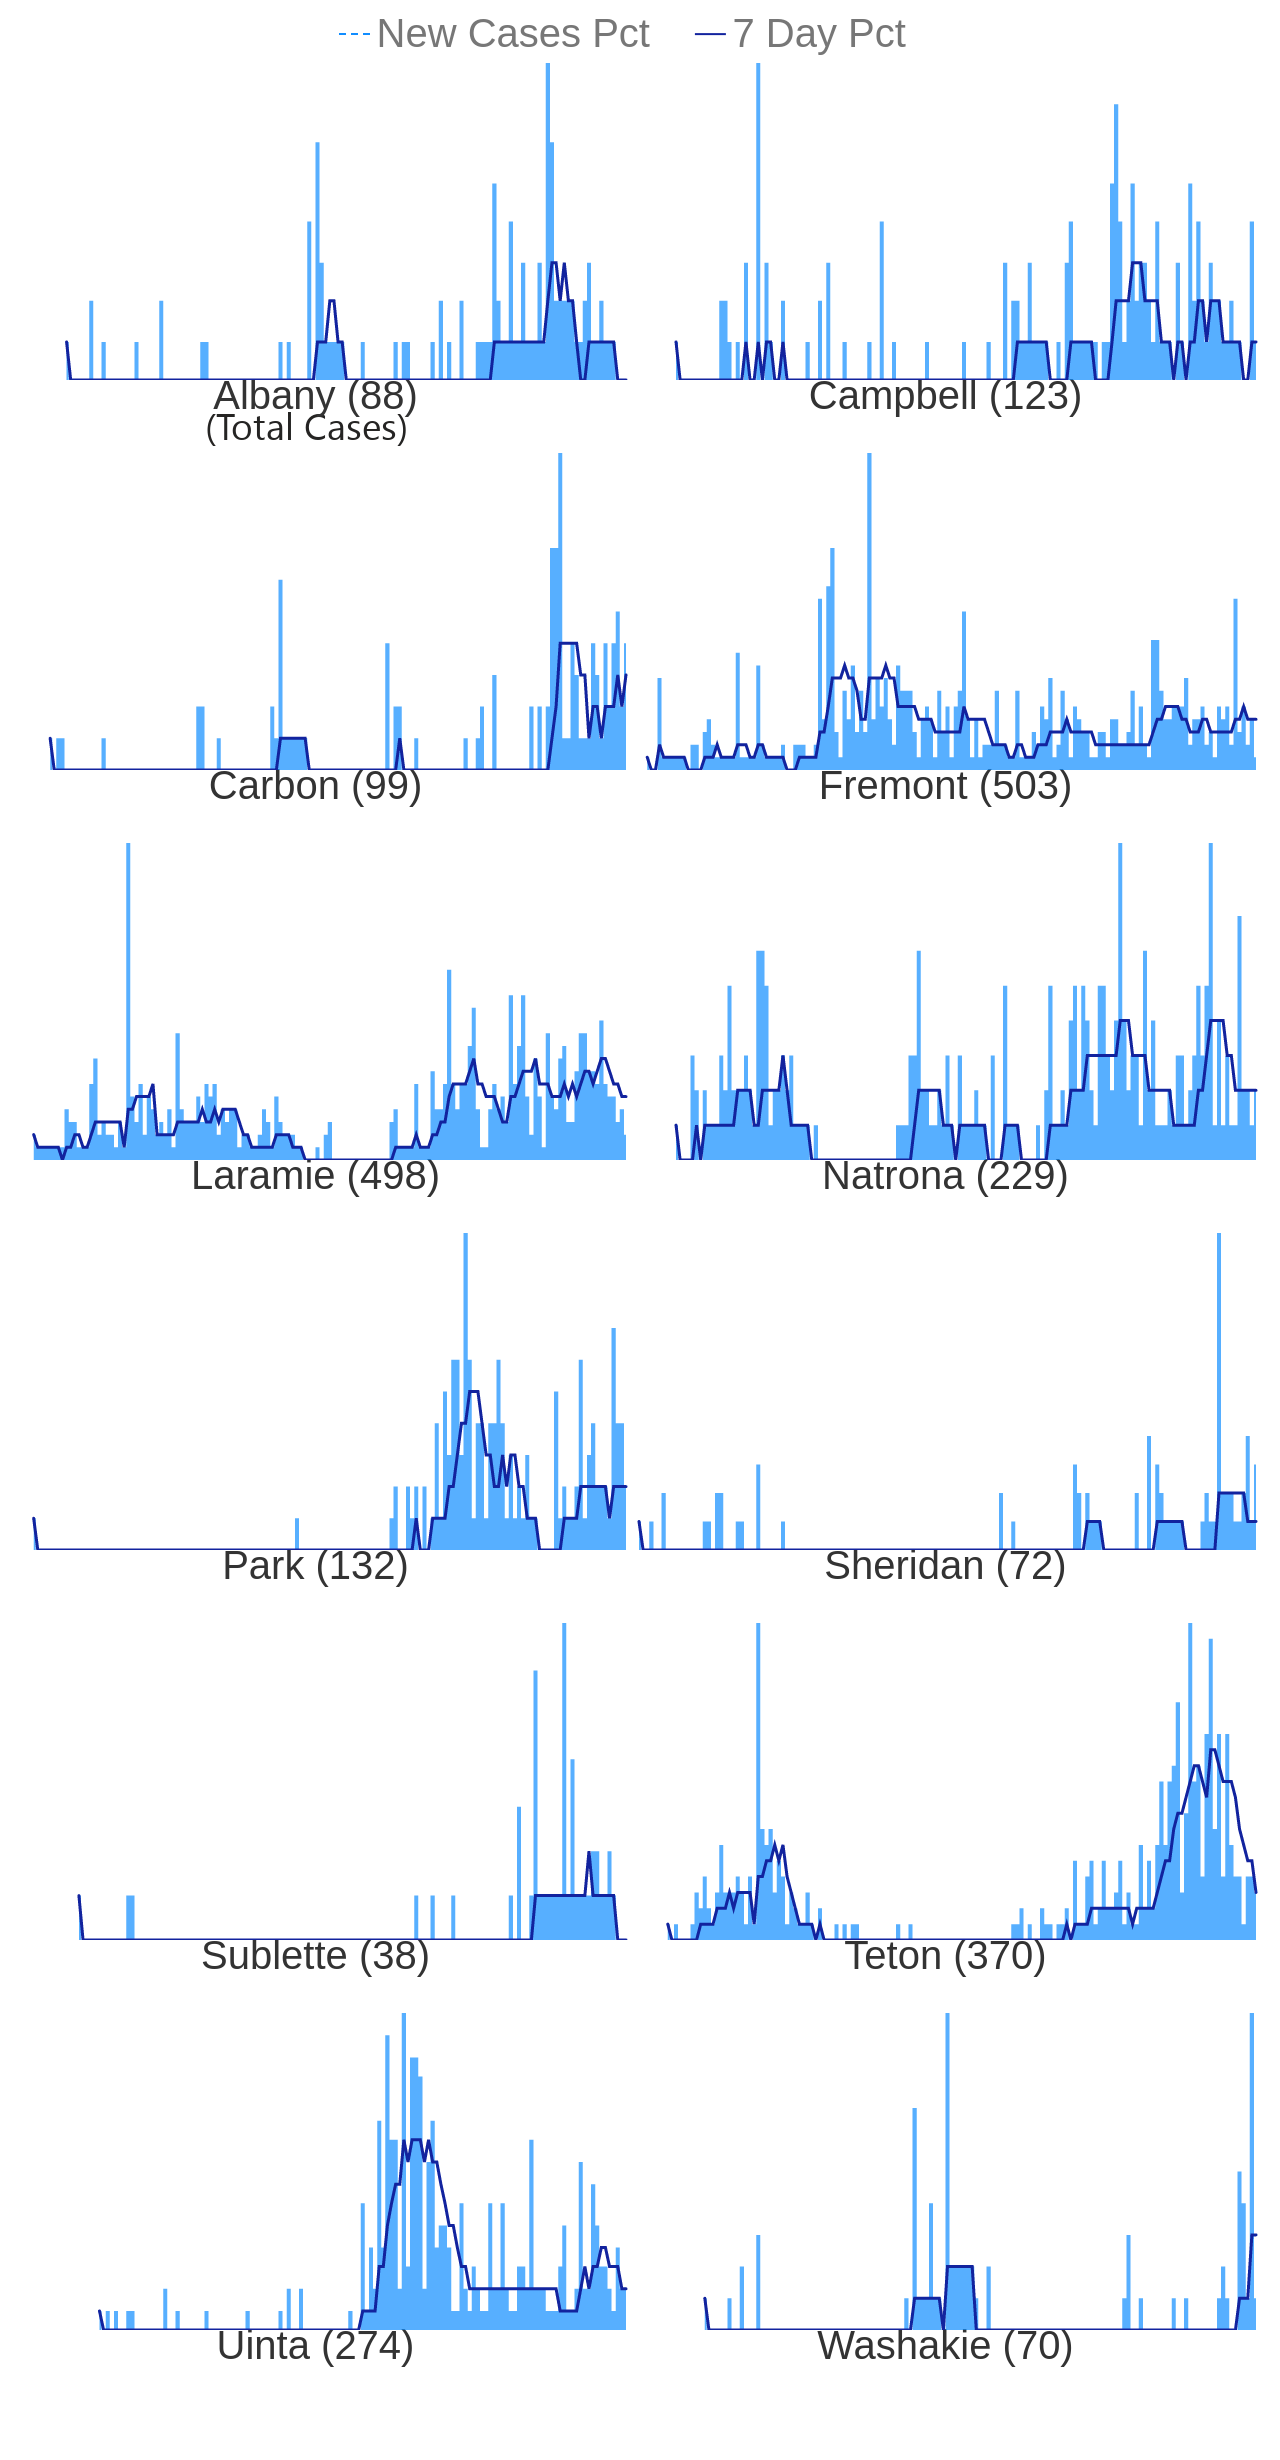 New Cases Pct 7 Day Pct
Albany (88) Campbell (123)
(Total Cases)
Carbon (99) Fremont (503)
Laramie (498) Natrona (229)
Park (132) Sheridan (72)
Sublette (38) Teton (370)
Uinta (274) Washakie (70)